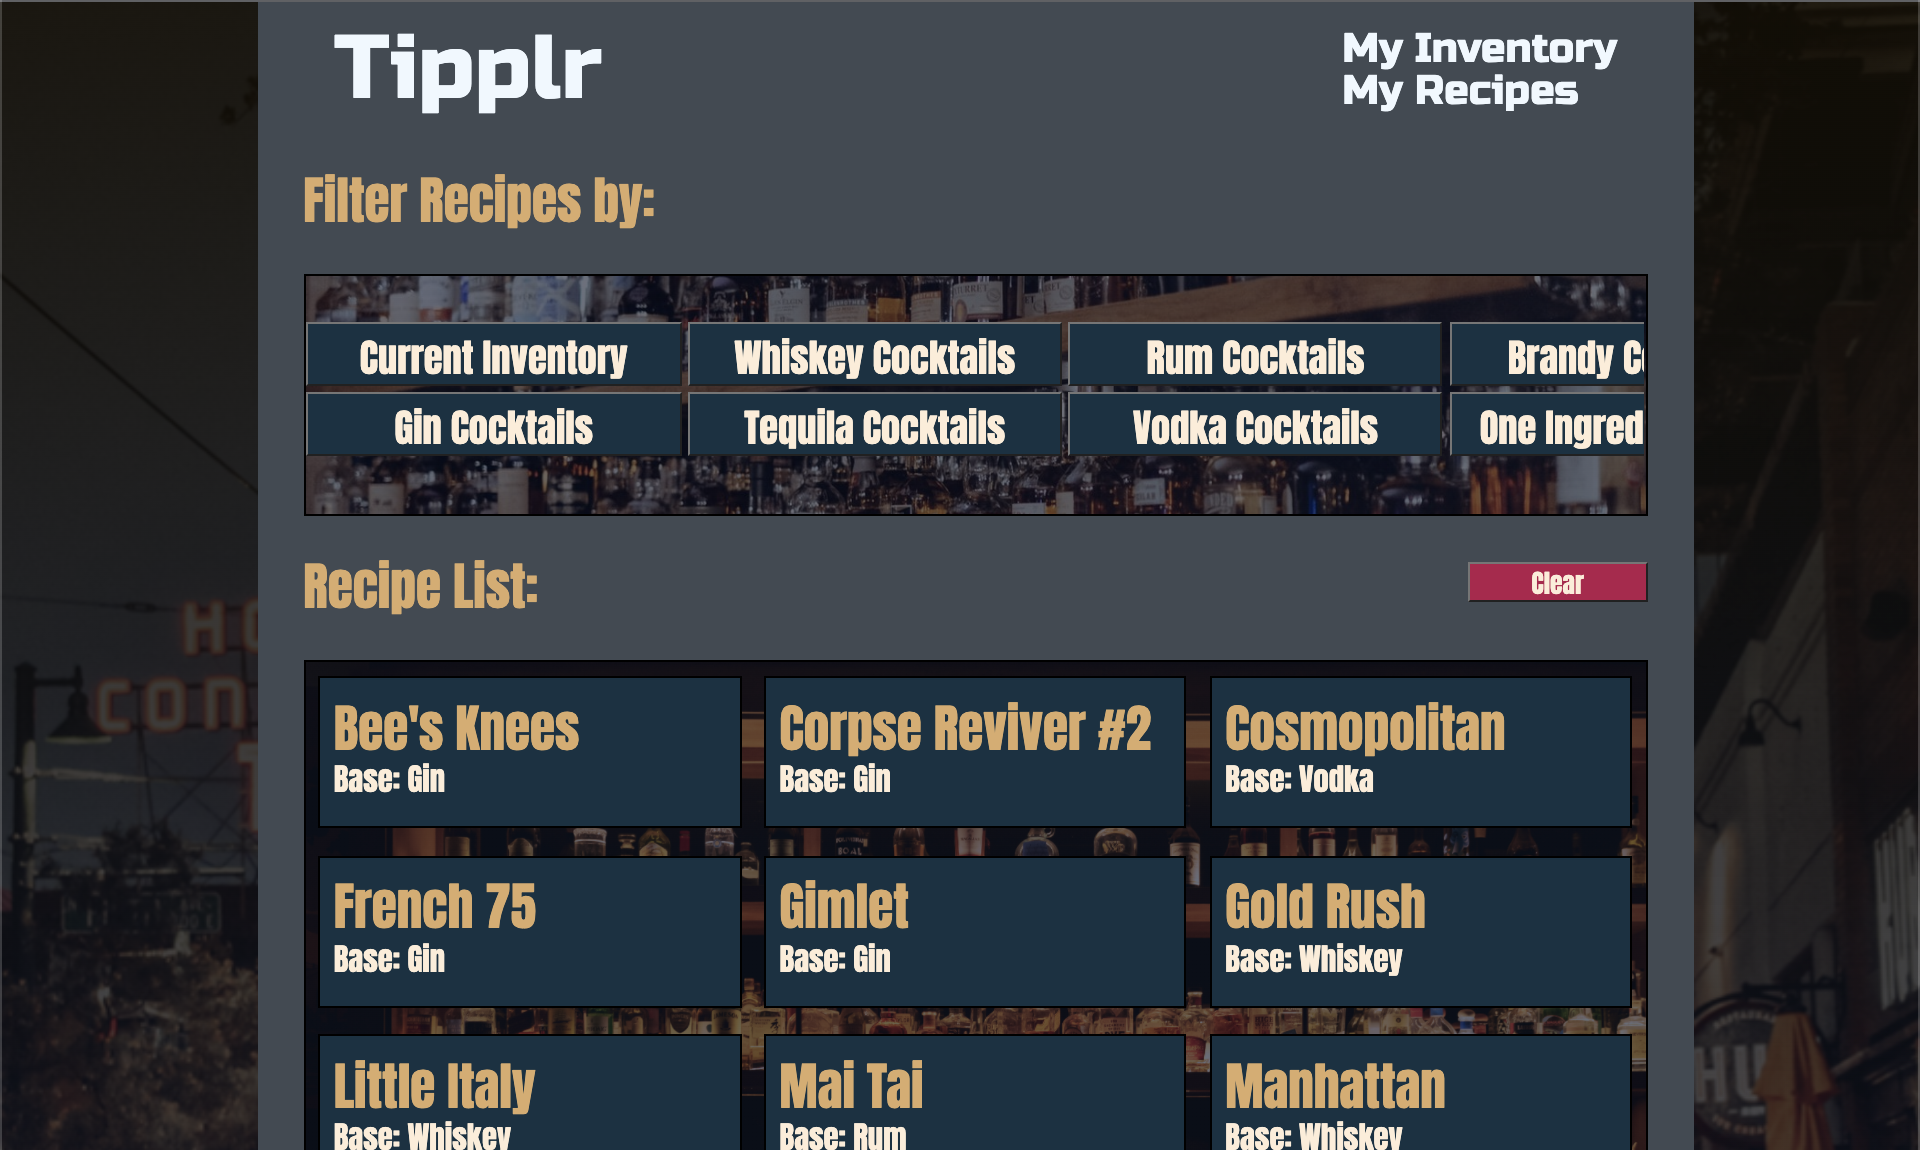 Tipplr
My Inventory
My Recipes
Filter Recipes by:
Current Inventory
Whiskey Cocktails
Rum Cocktails
Brandy
Gin Cocktails
Tequila Cocktails
Vodka Cocktails
One
Recipe List:
Clear
Bee's Knees
Base: Gin
Corpse Reviver #2
Base: Gin
Cosmopolitan
Base: Vodka
French 75
Base: Gin
Gimlet
Base: Gin
Gold Rush
Base: Whiskey
Little Italy
Base: Whiskey
Mai Tai
Base: Rum
Manhattan
Base: Whiskey